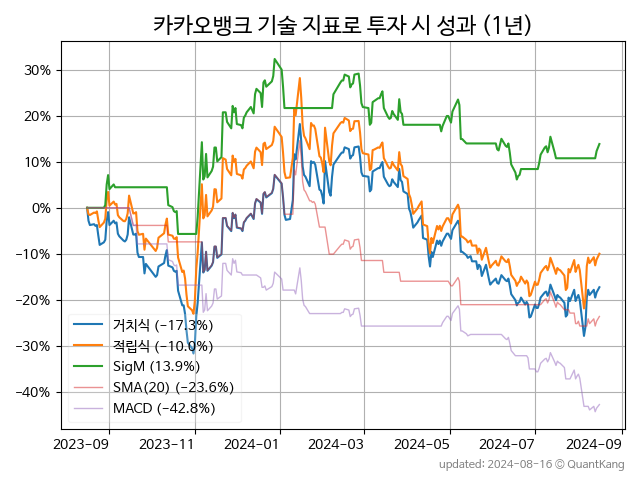 카카오뱅크 기술 지표로 투자 시 성과 (1년)
30%
20%
10%
0%
−10%
−20%
−30%
−40%
거치식 (−17.3%)
적립식 (−10.0%)
SigM (13.9%)
SMA(20) (−23.6%)
MACD (−42.8%)
2023-09
2023-11
2024-01
2024-03
2024-05
2024-07
2024-09
updated: 2024-08-16 © QuantKang